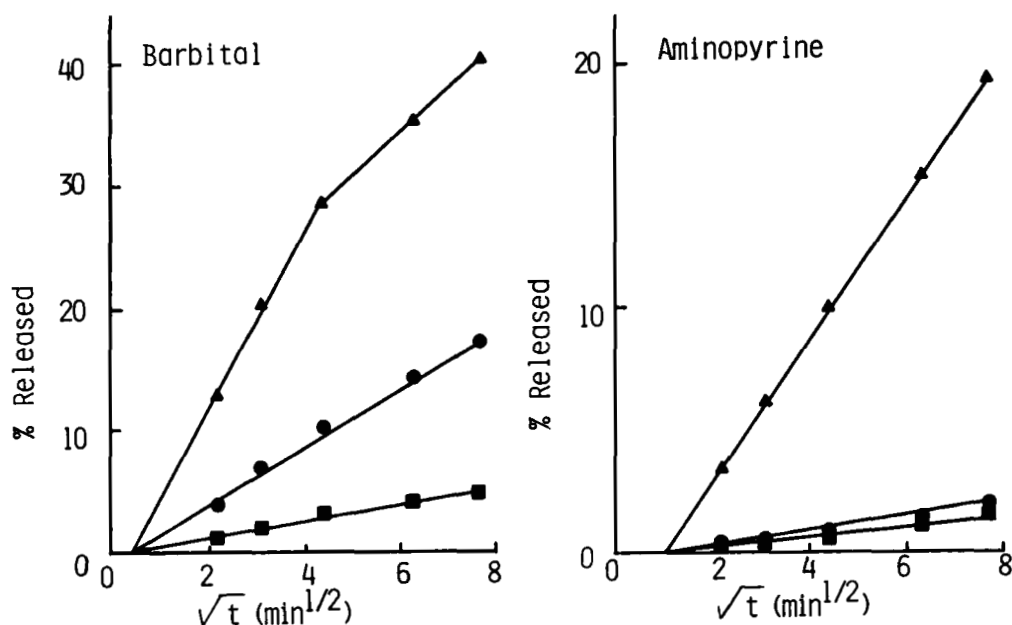 Barbital
40
30
20
10
0
% Released
0 2 4 6 8
√t (min1/2)
Aminopyrine
20
10
0
% Released
0 2 4 6 8
√t (min1/2)